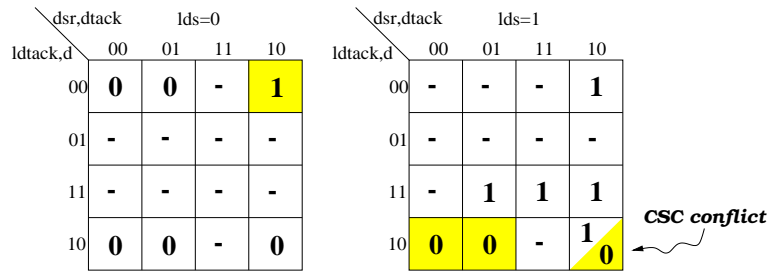 dsr,dtack lds=0 dsr,dtack lds=1
ldtack,d 00 01 11 10 ldtack,d 00 01 11 10
00 0 0 - 1 00 - - - 1
01 - - - - 01 - - - -
11 - - - - 11 - 1 1 1
10 0 0 - 0 10 0 0 - 1 0
CSC conflict